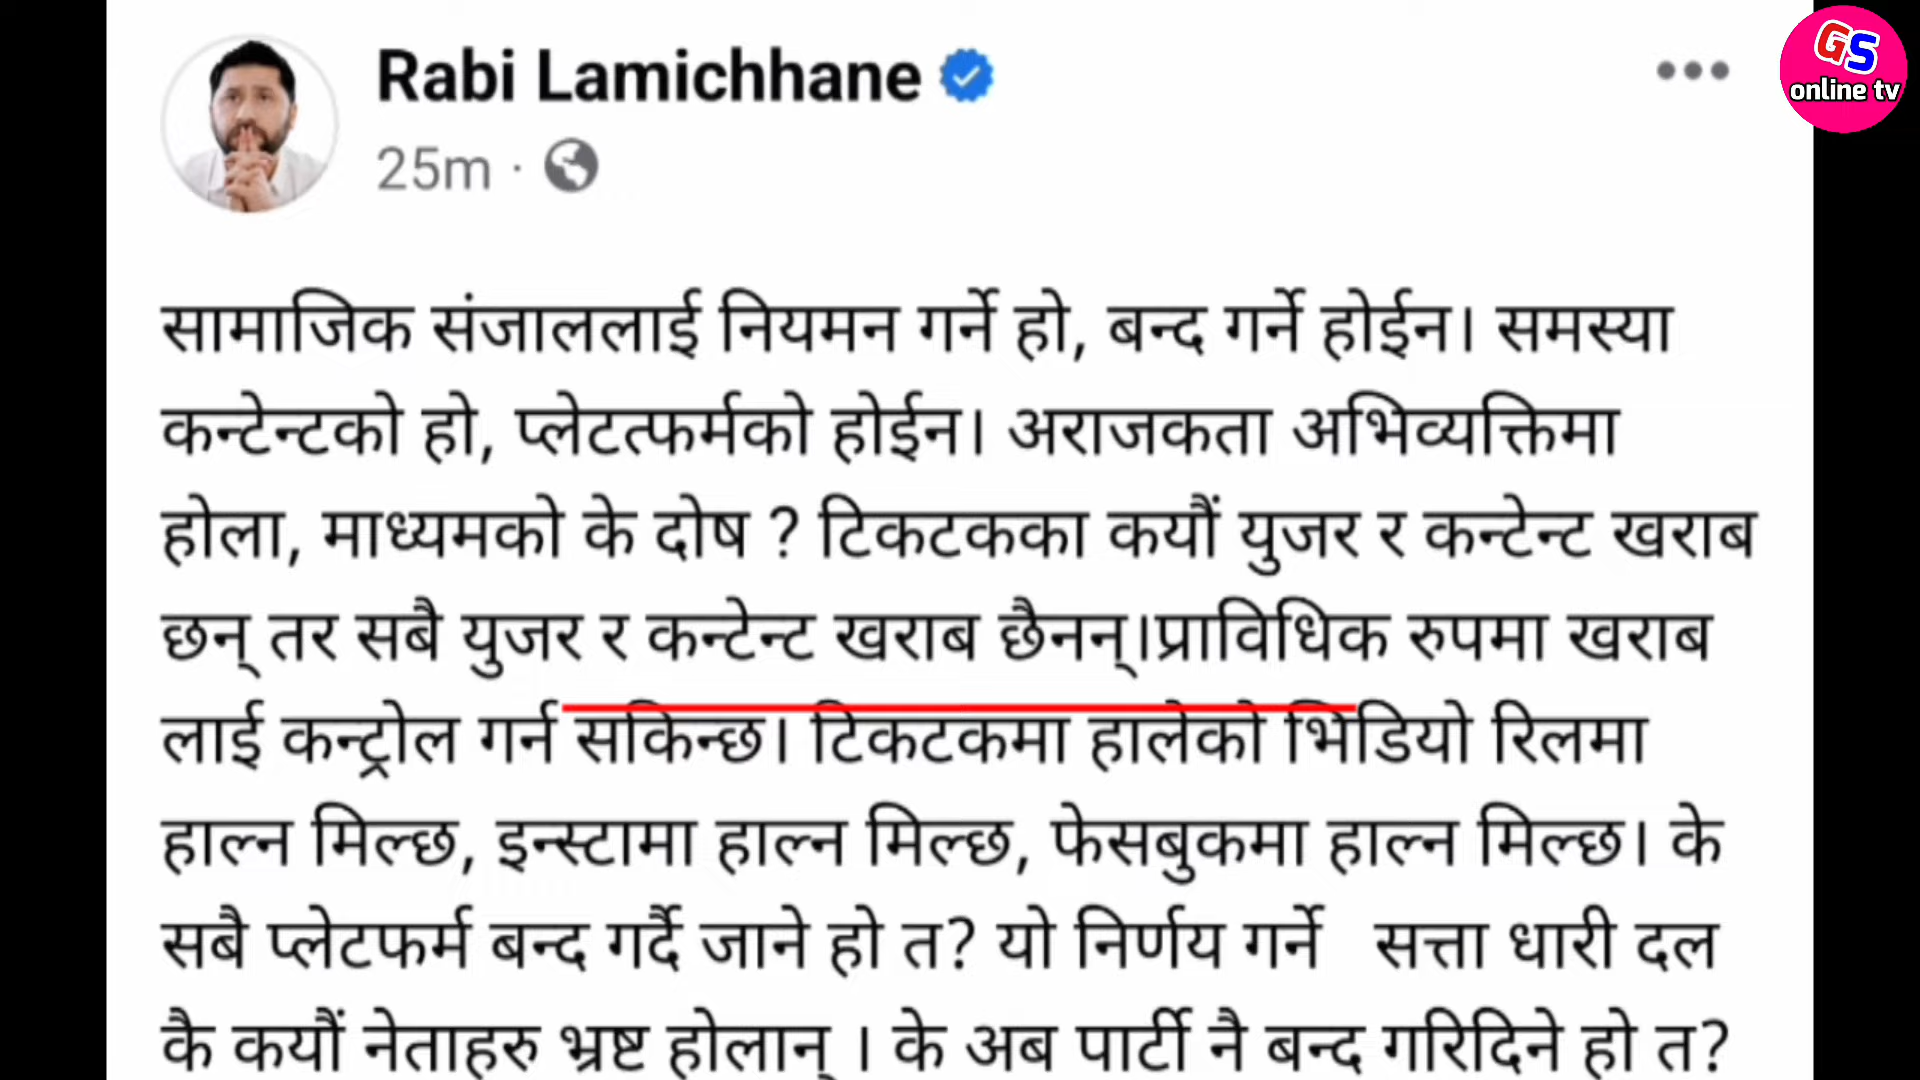 Rabi Lamichhane
25m
GS
online tv
सामाजिक संजाललाई नियमन गर्ने हो, बन्द गर्ने होईन। समस्या
कन्टेन्टको हो, प्लेटत्फर्मको होईन। अराजकता अभिव्यक्तिमा
होला, माध्यमको के दोष ? टिकटकका कयौं युजर र कन्टेन्ट खराब
छन् तर सबै युजर र कन्टेन्ट खराब छैनन्।प्राविधिक रुपमा खराब
लाई कन्ट्रोल गर्न सकिन्छ। टिकटकमा हालेको भिडियो रिलमा
हाल्न मिल्छ, इन्स्टामा हाल्न मिल्छ, फेसबुकमा हाल्न मिल्छ। के
सबै प्लेटफर्म बन्द गर्दै जाने हो त? यो निर्णय गर्ने सत्ता धारी दल
कै कयौं नेताहरु भ्रष्ट होलान् । के अब पार्टी नै बन्द गरिदिने हो त?